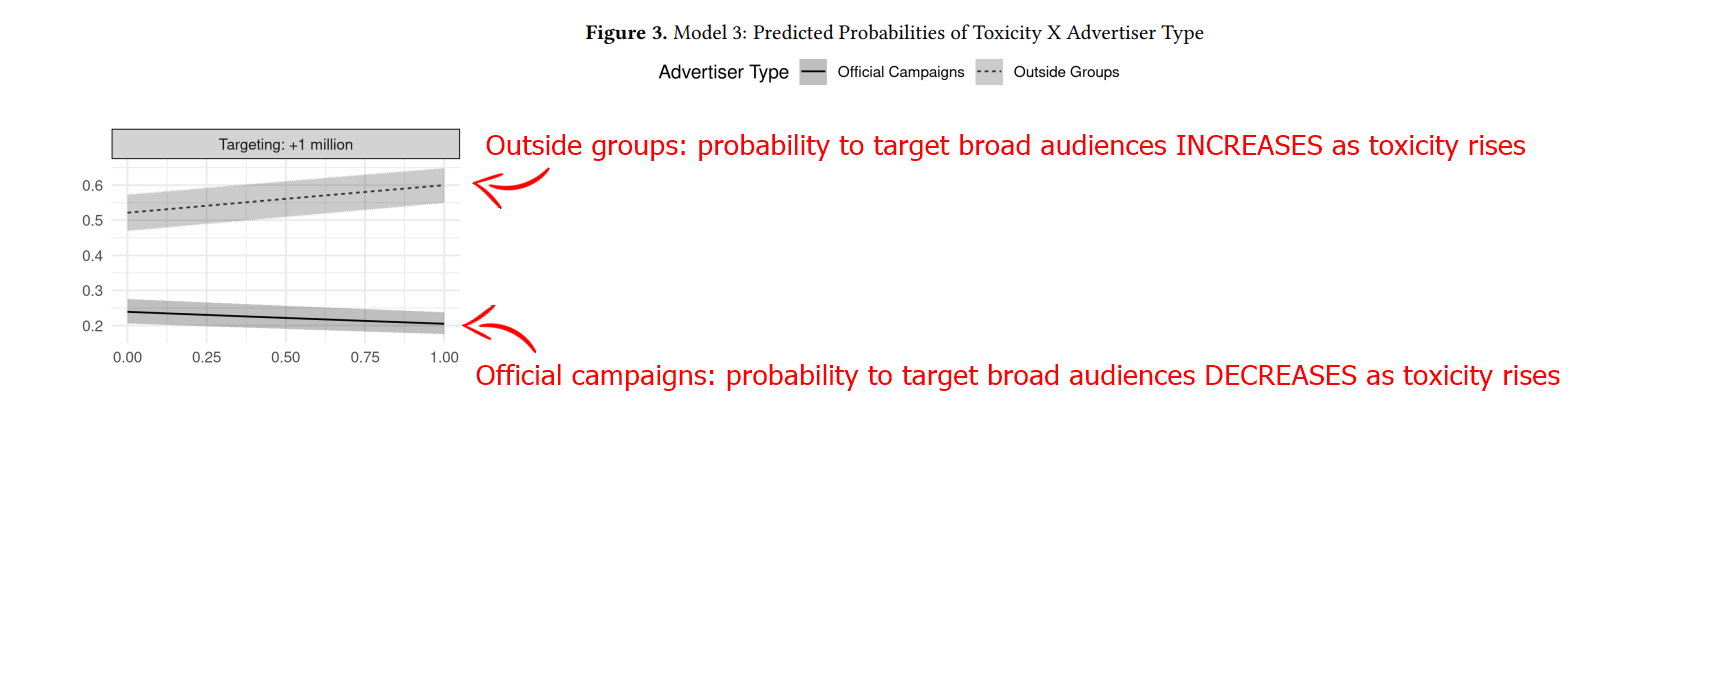 Figure 3. Model 3: Predicted Probabilities of Toxicity X Advertiser Type
Advertiser Type Official Campaigns Outside Groups
Targeting: +1 million
Outside groups: probability to target broad audiences INCREASES as toxicity rises
0.6
0.5
0.4
0.3
0.2
0.00 0.25 0.50 0.75 1.00
Official campaigns: probability to target broad audiences DECREASES as toxicity rises